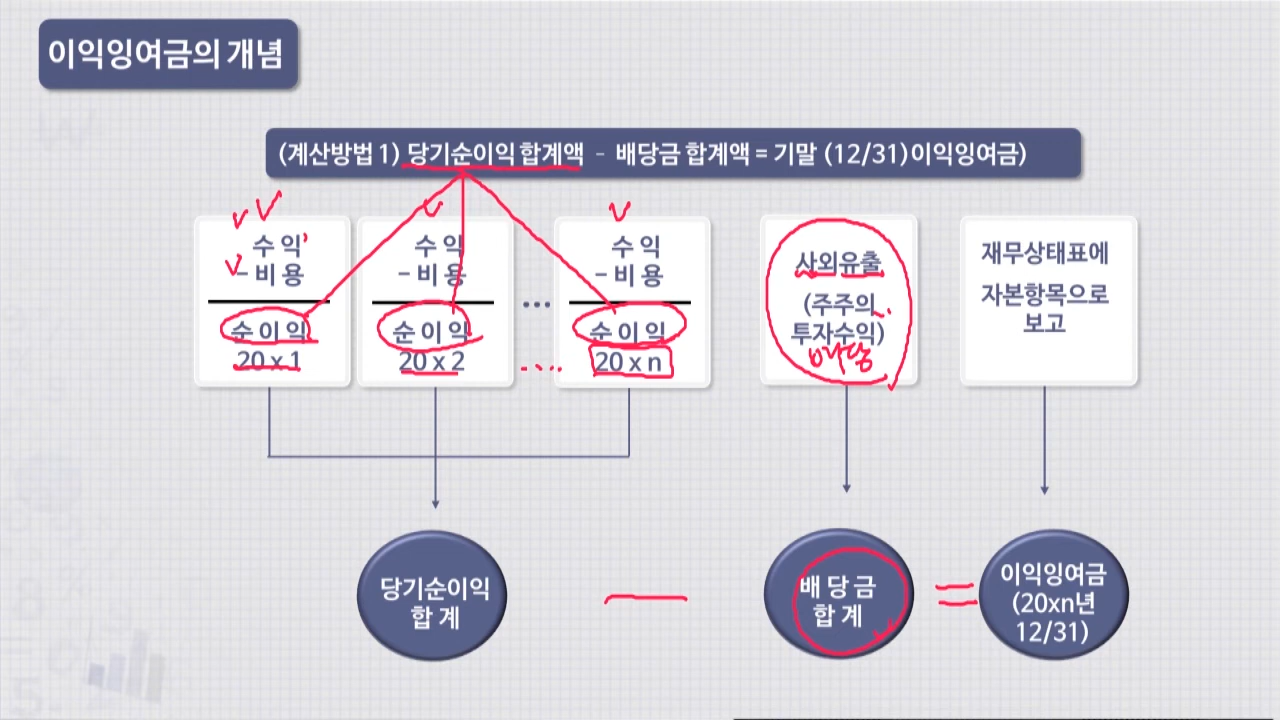 이익잉여금의 개념
(계산방법 1) 당기순이익 합계액 - 배당금 합계액 = 기말 (12/31)이익잉여금)
수 익
- 비 용
순 이 익
20 x 1
수 익
- 비 용
순 이 익
20 x 2
...
수 익
- 비 용
순 이 익
20 x n
사외유출
(주주의
투자수익)
배당
재무상태표에
자본항목으로
보고
당기순이익
합 계
배 당 금
합 계
=
이익잉여금
(20xn년
12/31)